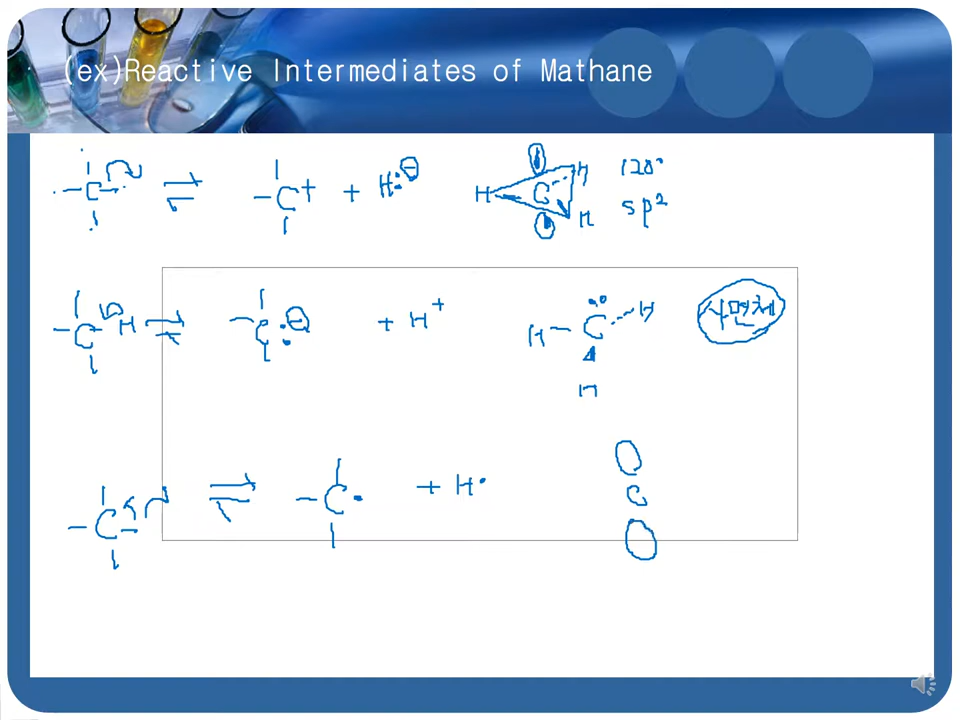 (ex)Reactive Intermediates of Mathane
C ⇌ C+ + H:⊖ H C H H 120° sp²
C H ⇌ C:⊖ + H+ H C H H 사면체
C ⇌ C· + H· C